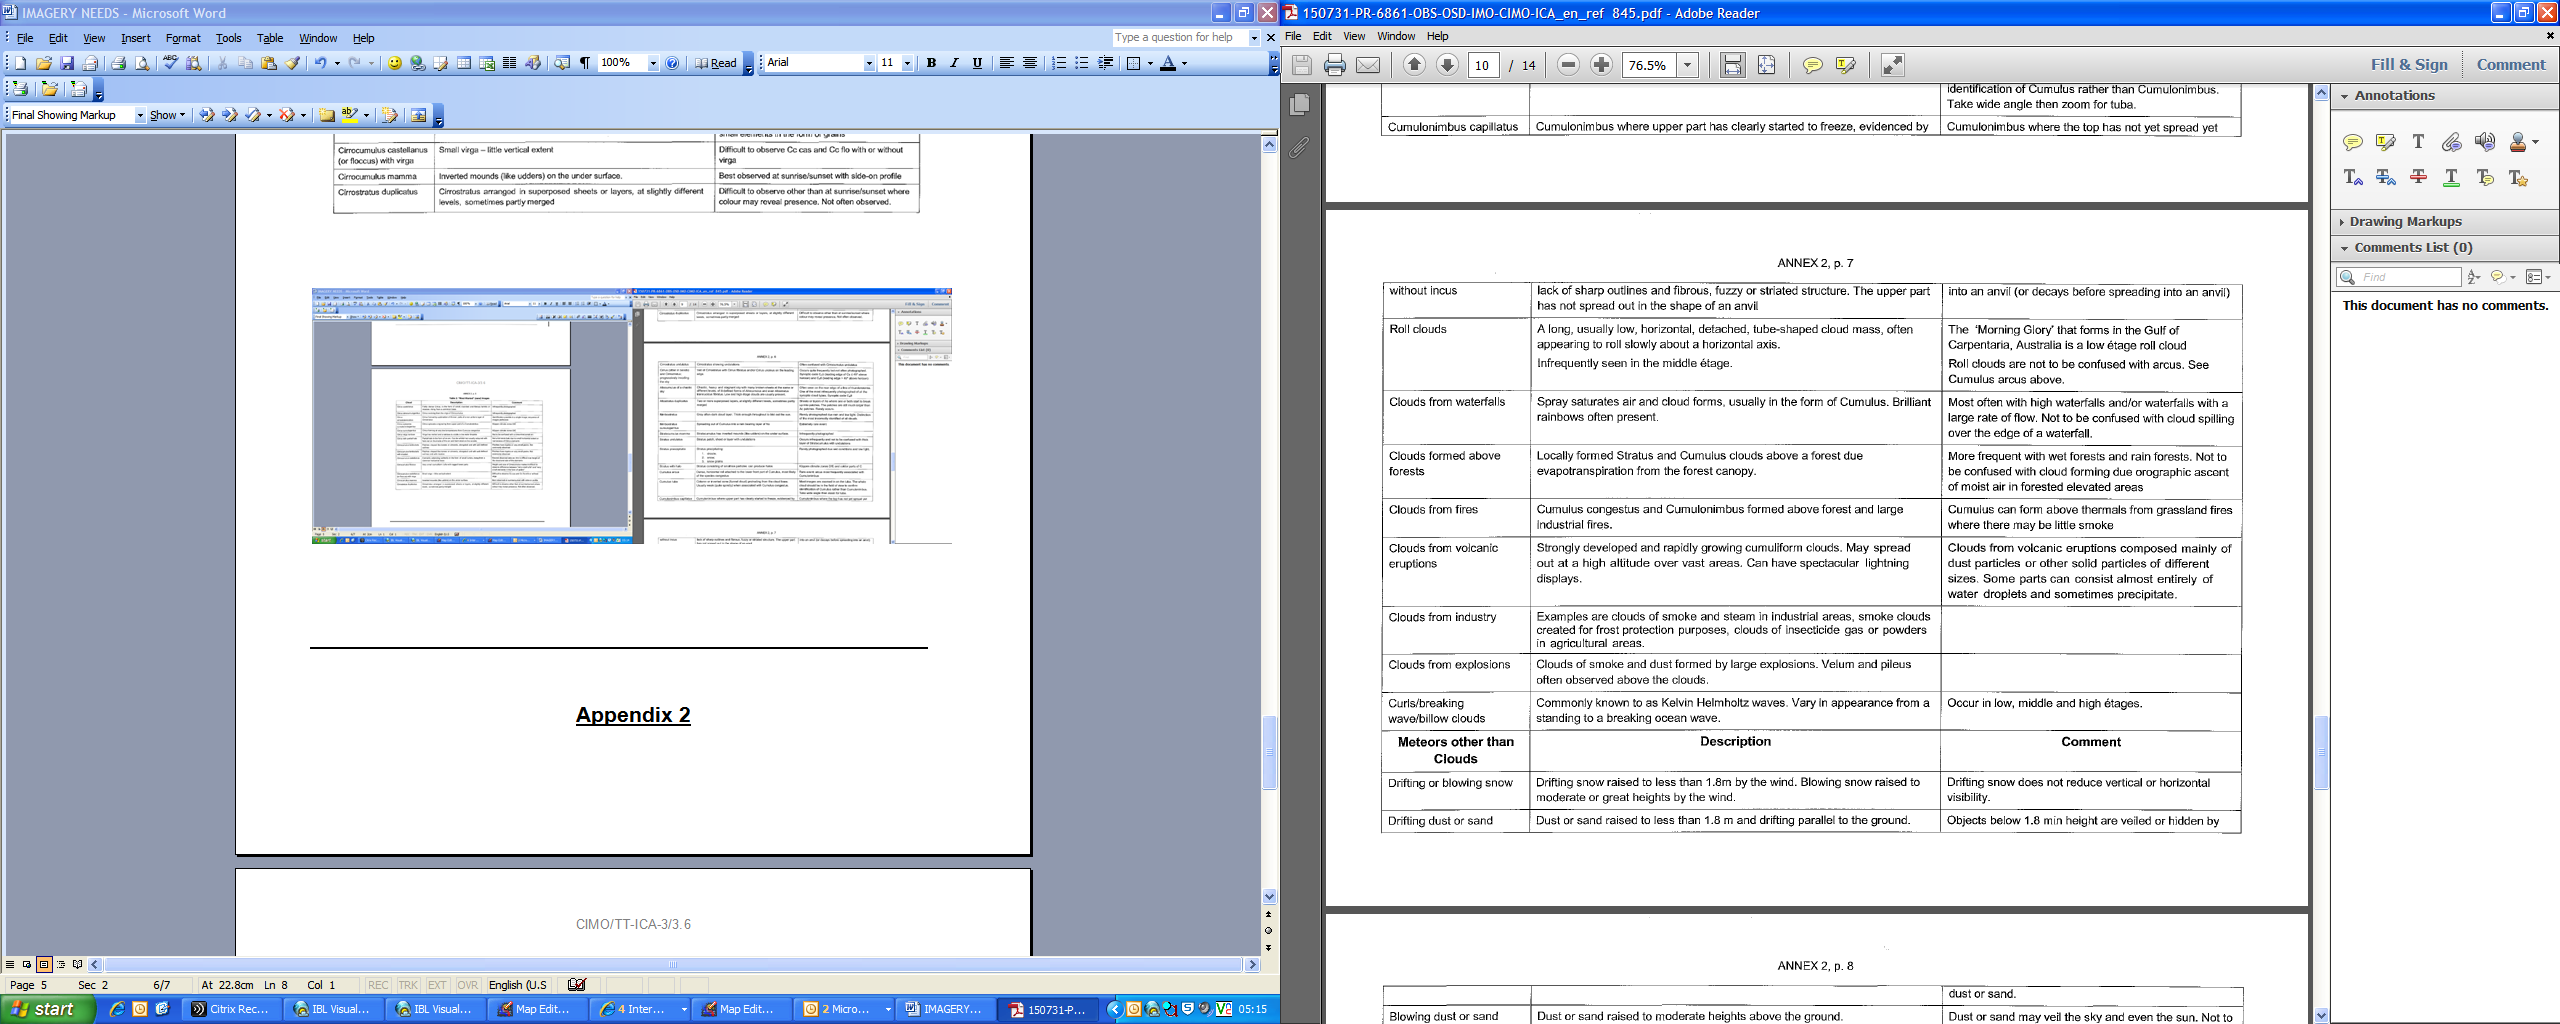 IMAGERY NEEDS - Microsoft Word
File Edit View Insert Format Tools Table Window Help
Type a question for help
100%
Read
Arial
11
B I U
Final Showing Markup
Show
small elements in the form of grains
Cirrocumulus castellanus (or floccus) with virga
Small virga – little vertical extent
Difficult to observe Cc cas and Cc flo with or without virga
Cirrocumulus mamma
Inverted mounds (like udders) on the under surface.
Best observed at sunrise/sunset with side-on profile
Cirrostratus duplicatus
Cirrostratus arranged in superposed sheets or layers, at slightly different levels, sometimes partly merged
Difficult to observe other than at sunrise/sunset where colour may reveal presence. Not often observed.
Appendix 2
CIMO/TT-ICA-3/3.6
Page 5 Sec 2 6/7 At 22.8cm Ln 8 Col 1 REC TRK EXT OVR English (U.S
start
Citrix Rec...
IBL Visual...
IBL Visual...
Map Edit...
4 Inter...
Map Edit...
2 Micro...
IMAGERY...
150731-P...
05:15
150731-PR-6861-OBS-OSD-IMO-CIMO-ICA_en_ref 845.pdf - Adobe Reader
File Edit View Window Help
10 / 14
76.5%
Fill & Sign
Comment
Annotations
Drawing Markups
Comments List (0)
Find
This document has no comments.
identification of Cumulus rather than Cumulonimbus.
Take wide angle then zoom for tuba.
Cumulonimbus capillatus
Cumulonimbus where upper part has clearly started to freeze, evidenced by
Cumulonimbus where the top has not yet spread yet
ANNEX 2, p. 7
without incus
lack of sharp outlines and fibrous, fuzzy or striated structure. The upper part
has not spread out in the shape of an anvil
into an anvil (or decays before spreading into an anvil)
Roll clouds
A long, usually low, horizontal, detached, tube-shaped cloud mass, often
appearing to roll slowly about a horizontal axis.
Infrequently seen in the middle étage.
The 'Morning Glory' that forms in the Gulf of
Carpentaria, Australia is a low étage roll cloud
Roll clouds are not to be confused with arcus. See
Cumulus arcus above.
Clouds from waterfalls
Spray saturates air and cloud forms, usually in the form of Cumulus. Brilliant
rainbows often present.
Most often with high waterfalls and/or waterfalls with a
large rate of flow. Not to be confused with cloud spilling
over the edge of a waterfall.
Clouds formed above
forests
Locally formed Stratus and Cumulus clouds above a forest due
evapotranspiration from the forest canopy.
More frequent with wet forests and rain forests. Not to
be confused with cloud forming due orographic ascent
of moist air in forested elevated areas
Clouds from fires
Cumulus congestus and Cumulonimbus formed above forest and large
industrial fires.
Cumulus can form above thermals from grassland fires
where there may be little smoke
Clouds from volcanic
eruptions
Strongly developed and rapidly growing cumuliform clouds. May spread
out at a high altitude over vast areas. Can have spectacular lightning
displays.
Clouds from volcanic eruptions composed mainly of
dust particles or other solid particles of different
sizes. Some parts can consist almost entirely of
water droplets and sometimes precipitate.
Clouds from industry
Examples are clouds of smoke and steam in industrial areas, smoke clouds
created for frost protection purposes, clouds of insecticide gas or powders
in agricultural areas.
Clouds from explosions
Clouds of smoke and dust formed by large explosions. Velum and pileus
often observed above the clouds.
Curls/breaking
wave/billow clouds
Commonly known to as Kelvin Helmholtz waves. Vary in appearance from a
standing to a breaking ocean wave.
Occur in low, middle and high étages.
Meteors other than
Clouds
Description
Comment
Drifting or blowing snow
Drifting snow raised to less than 1.8m by the wind. Blowing snow raised to
moderate or great heights by the wind.
Drifting snow does not reduce vertical or horizontal
visibility.
Drifting dust or sand
Dust or sand raised to less than 1.8 m and drifting parallel to the ground.
Objects below 1.8 min height are veiled or hidden by
ANNEX 2, p. 8
dust or sand.
Blowing dust or sand
Dust or sand raised to moderate heights above the ground.
Dust or sand may veil the sky and even the sun. Not to